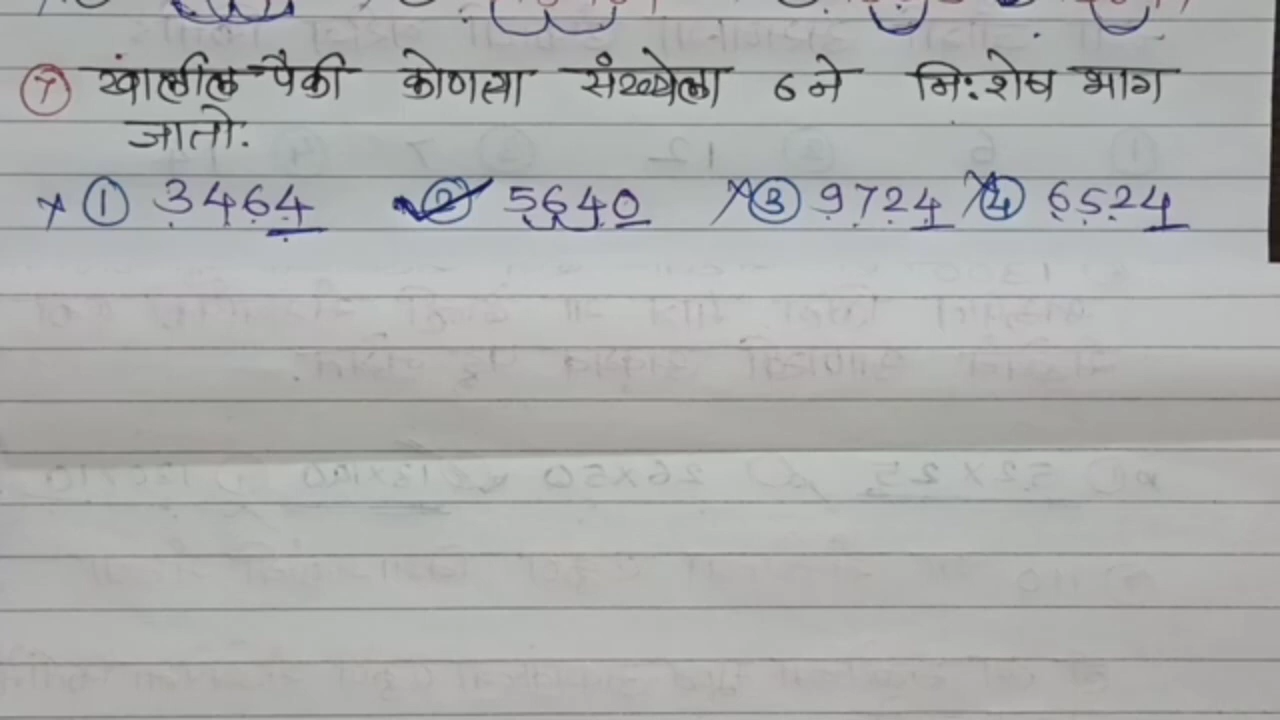 7 खालील पैकी कोणत्या संख्येला 6 ने नि:शेष भाग
जातो.
× ① 3464 ✓ ② 5640 × ③ 9724 × ④ 6524